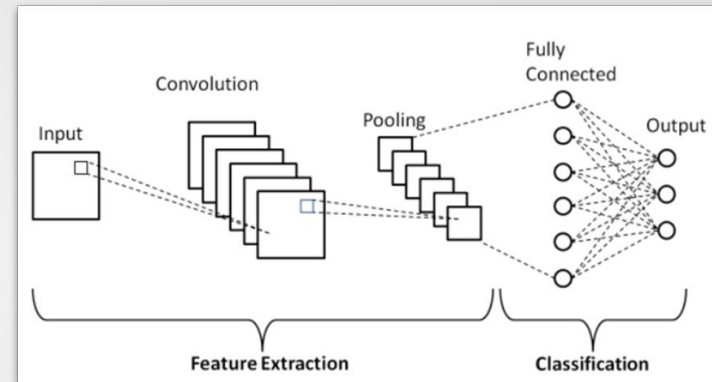 Input
Convolution
Pooling
Fully
Connected
Output
Feature Extraction
Classification